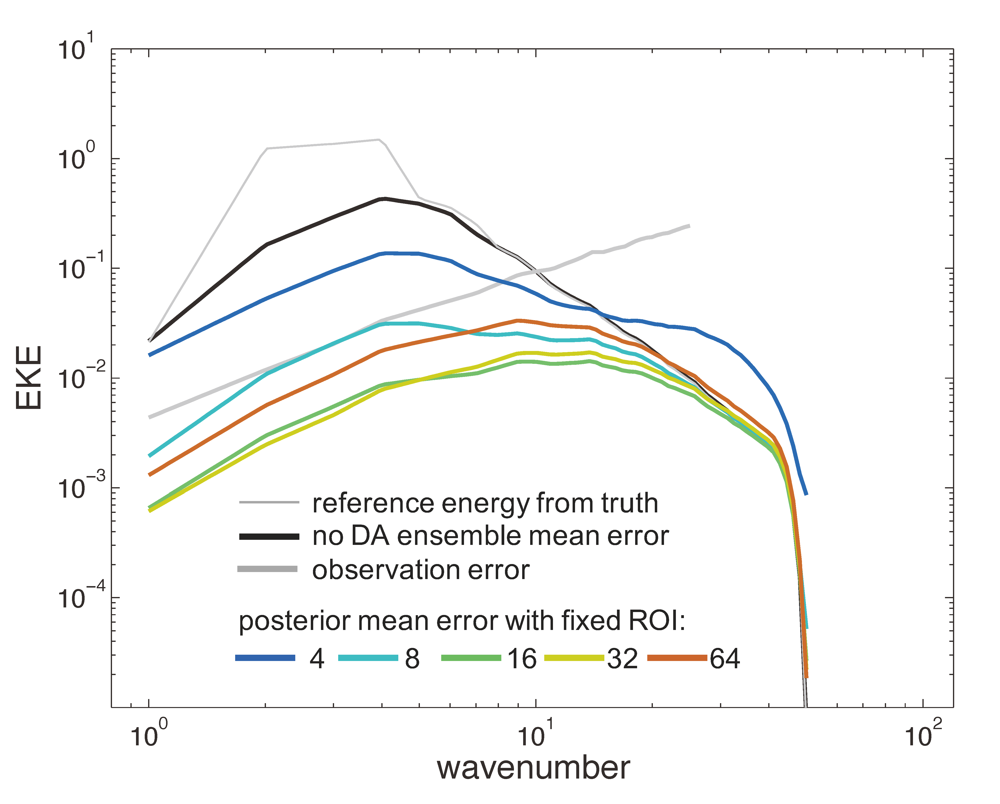 10^1
10^0
10^−1
10^−2
10^−3
10^−4
EKE
reference energy from truth
no DA ensemble mean error
observation error
posterior mean error with fixed ROI:
4 8 16 32 64
10^0 10^1 10^2
wavenumber